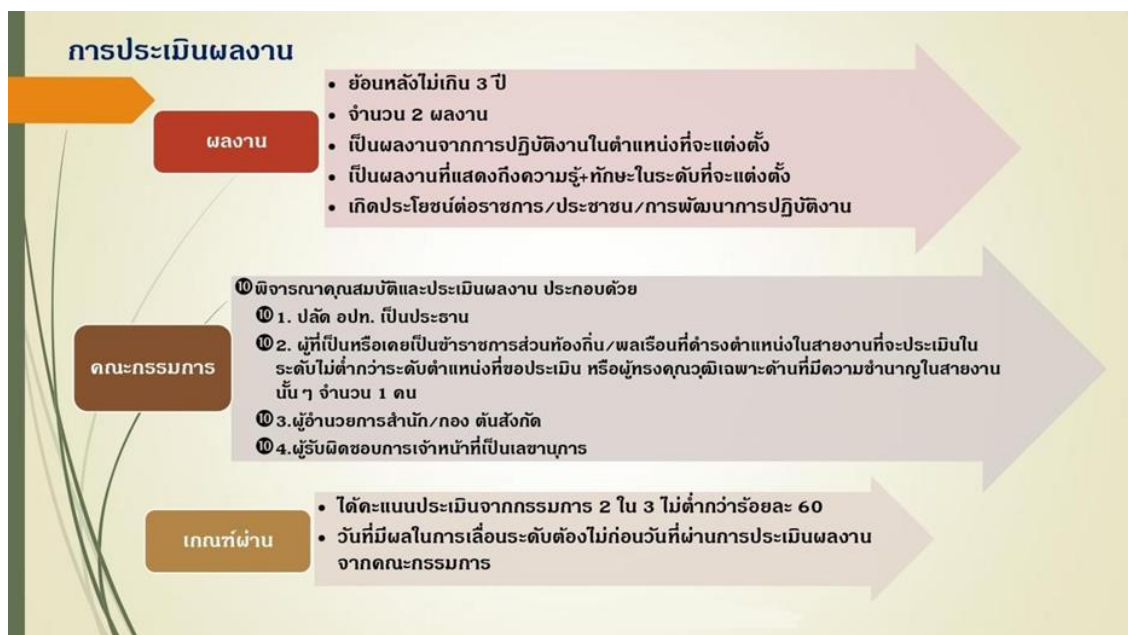 การประเมินผลงาน
ผลงาน
• ย้อนหลังไม่เกิน 3 ปี
• จำนวน 2 ผลงาน
• เป็นผลงานจากการปฏิบัติงานในตำแหน่งที่จะแต่งตั้ง
• เป็นผลงานที่แสดงถึงความรู้+ทักษะในระดับที่จะแต่งตั้ง
• เกิดประโยชน์ต่อราชการ/ประชาชน/การพัฒนาการปฏิบัติงาน
คณะกรรมการ
❿พิจารณาคุณสมบัติและประเมินผลงาน ประกอบด้วย
❿1. ปลัด อปท. เป็นประธาน
❿2. ผู้ที่เป็นหรือเคยเป็นข้าราชการส่วนท้องถิ่น/พลเรือนที่ดำรงตำแหน่งในสายงานที่จะประเมินใน
ระดับไม่ต่ำกว่าระดับตำแหน่งที่ขอประเมิน หรือผู้ทรงคุณวุฒิเฉพาะด้านที่มีความชำนาญในสายงาน
นั้น ๆ จำนวน 1 คน
❿3.ผู้อำนวยการสำนัก/กอง ต้นสังกัด
❿4.ผู้รับผิดชอบการเจ้าหน้าที่เป็นเลขานุการ
เกณฑ์ผ่าน
• ได้คะแนนประเมินจากกรรมการ 2 ใน 3 ไม่ต่ำกว่าร้อยละ 60
• วันที่มีผลในการเลื่อนระดับต้องไม่ก่อนวันที่ผ่านการประเมินผลงาน
จากคณะกรรมการ